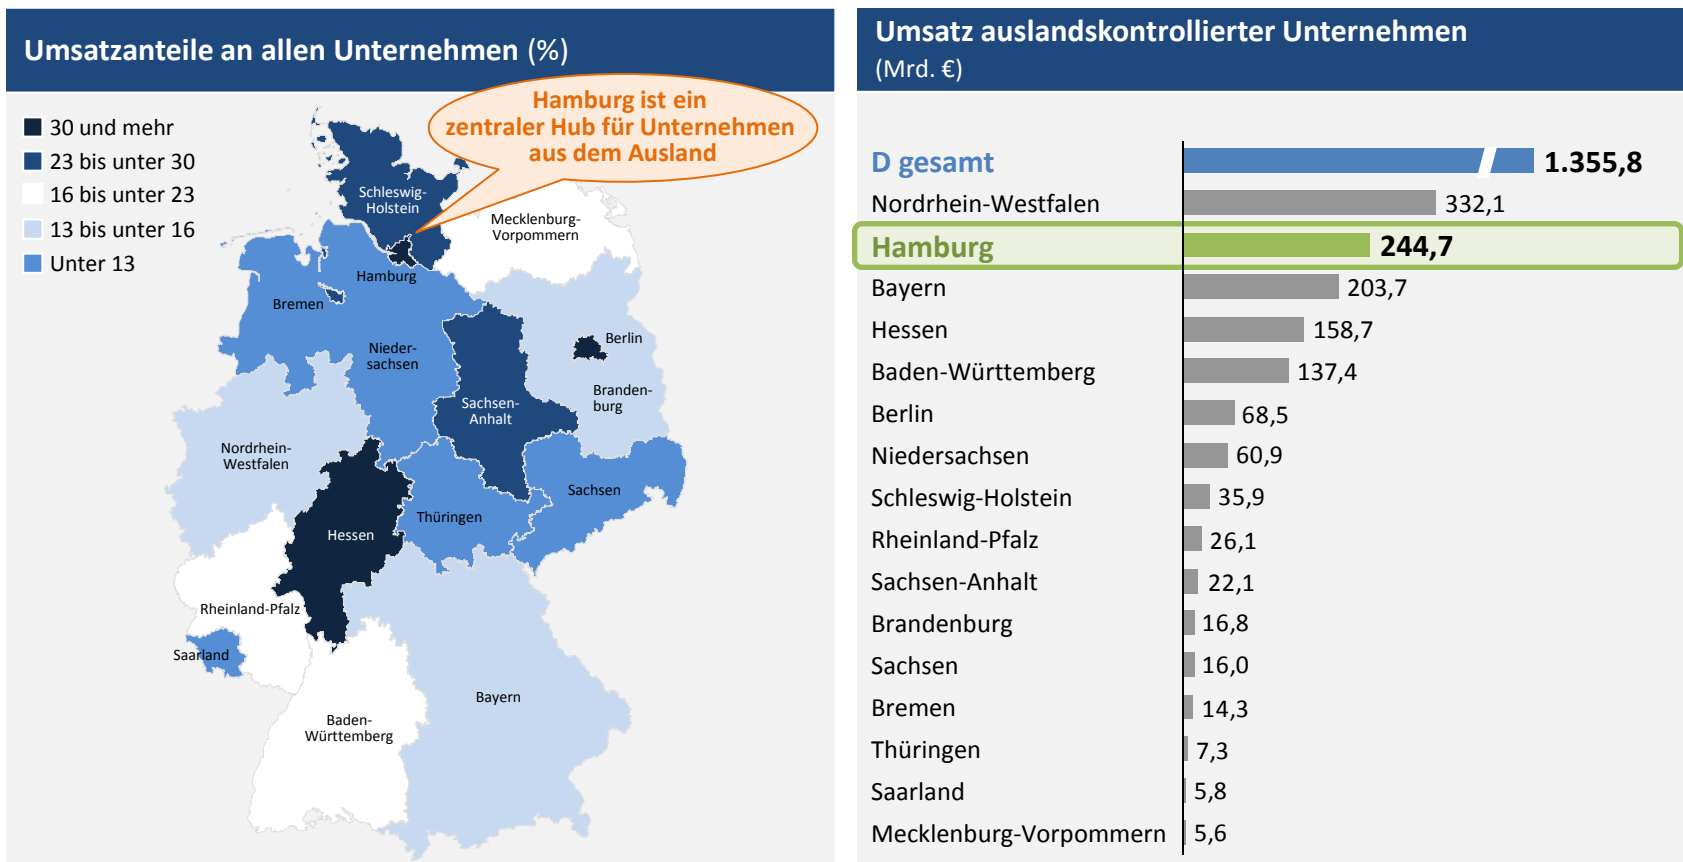 Umsatzanteile an allen Unternehmen (%)
30 und mehr
23 bis unter 30
16 bis unter 23
13 bis unter 16
Unter 13
Hamburg ist ein
zentraler Hub für Unternehmen
aus dem Ausland
Schleswig-
Holstein
Mecklenburg-
Vorpommern
Hamburg
Bremen
Berlin
Nieder-
sachsen
Branden-
burg
Sachsen-
Anhalt
Nordrhein-
Westfalen
Sachsen
Thüringen
Hessen
Rheinland-Pfalz
Saarland
Bayern
Baden-
Württemberg
Umsatz auslandskontrollierter Unternehmen
(Mrd. €)
D gesamt 1.355,8
Nordrhein-Westfalen 332,1
Hamburg 244,7
Bayern 203,7
Hessen 158,7
Baden-Württemberg 137,4
Berlin 68,5
Niedersachsen 60,9
Schleswig-Holstein 35,9
Rheinland-Pfalz 26,1
Sachsen-Anhalt 22,1
Brandenburg 16,8
Sachsen 16,0
Bremen 14,3
Thüringen 7,3
Saarland 5,8
Mecklenburg-Vorpommern 5,6